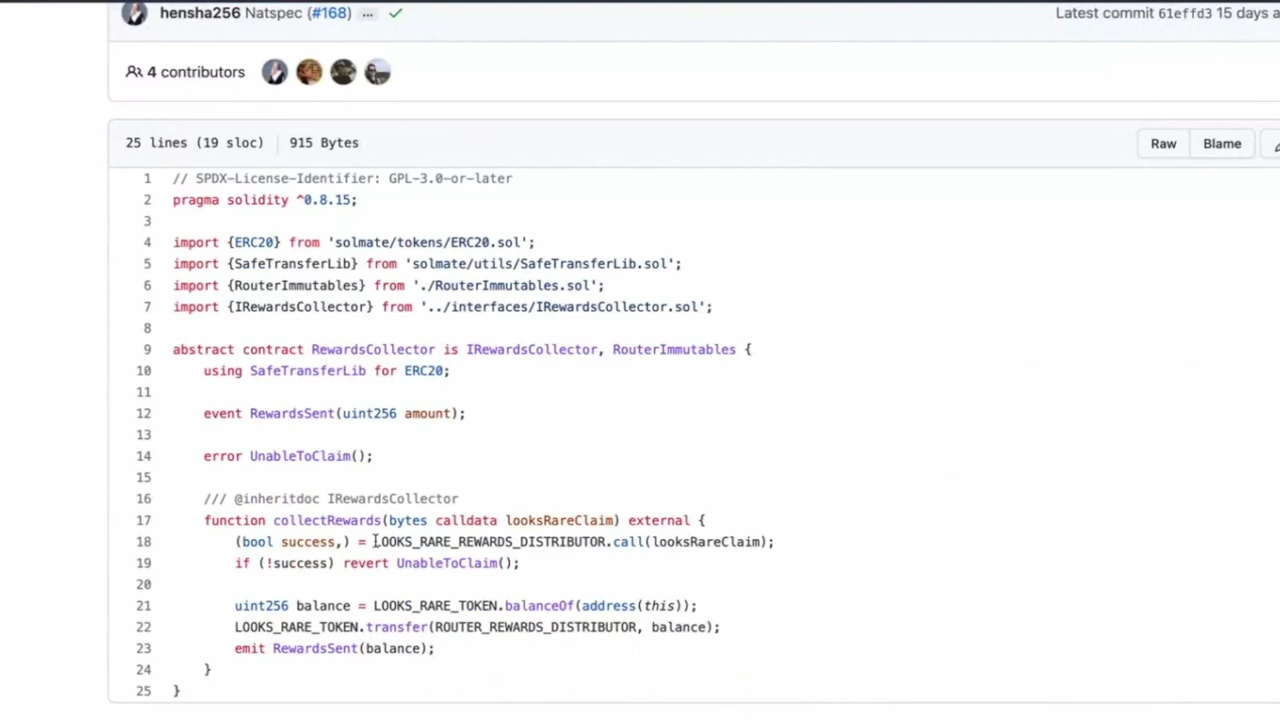 hensha256 Natspec (#168) ... Latest commit 61effd3 15 days a
4 contributors
25 lines (19 sloc) 915 Bytes Raw Blame
1 // SPDX-License-Identifier: GPL-3.0-or-later
2 pragma solidity ^0.8.15;
3
4 import {ERC20} from 'solmate/tokens/ERC20.sol';
5 import {SafeTransferLib} from 'solmate/utils/SafeTransferLib.sol';
6 import {RouterImmutables} from './RouterImmutables.sol';
7 import {IRewardsCollector} from '../interfaces/IRewardsCollector.sol';
8
9 abstract contract RewardsCollector is IRewardsCollector, RouterImmutables {
10 using SafeTransferLib for ERC20;
11
12 event RewardsSent(uint256 amount);
13
14 error UnableToClaim();
15
16 /// @inheritdoc IRewardsCollector
17 function collectRewards(bytes calldata looksRareClaim) external {
18 (bool success,) = LOOKS_RARE_REWARDS_DISTRIBUTOR.call(looksRareClaim);
19 if (!success) revert UnableToClaim();
20
21 uint256 balance = LOOKS_RARE_TOKEN.balanceOf(address(this));
22 LOOKS_RARE_TOKEN.transfer(ROUTER_REWARDS_DISTRIBUTOR, balance);
23 emit RewardsSent(balance);
24 }
25 }